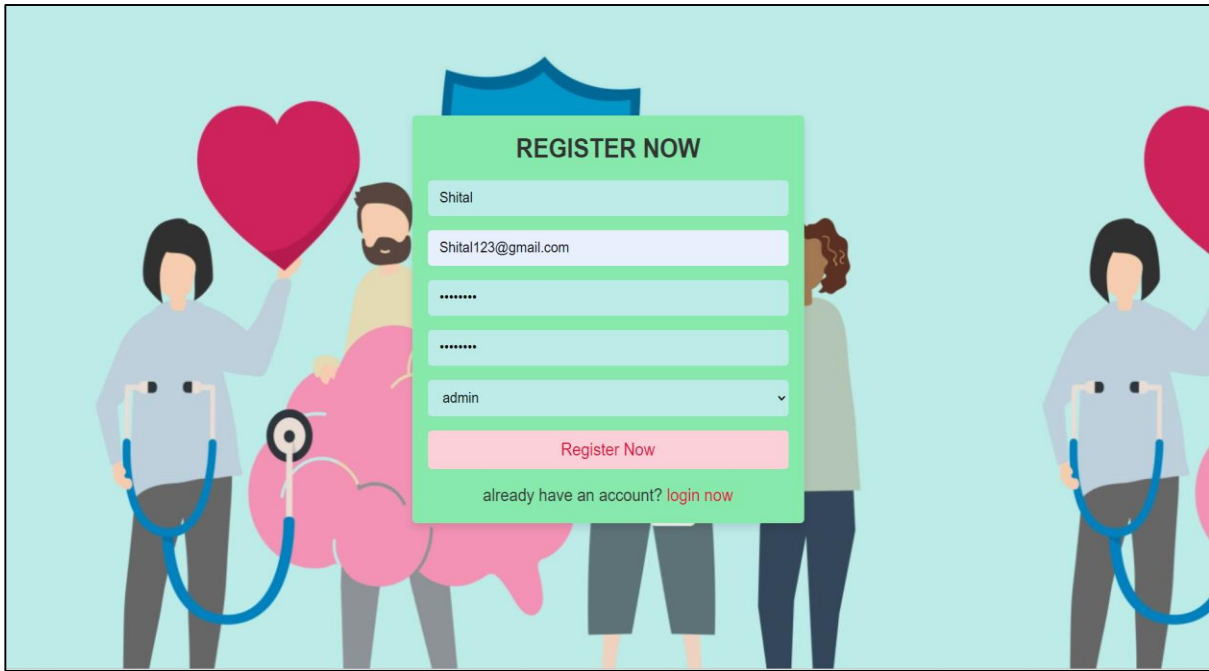 REGISTER NOW
Shital
Shital123@gmail.com
••••••••
••••••••
admin
Register Now
already have an account? login now